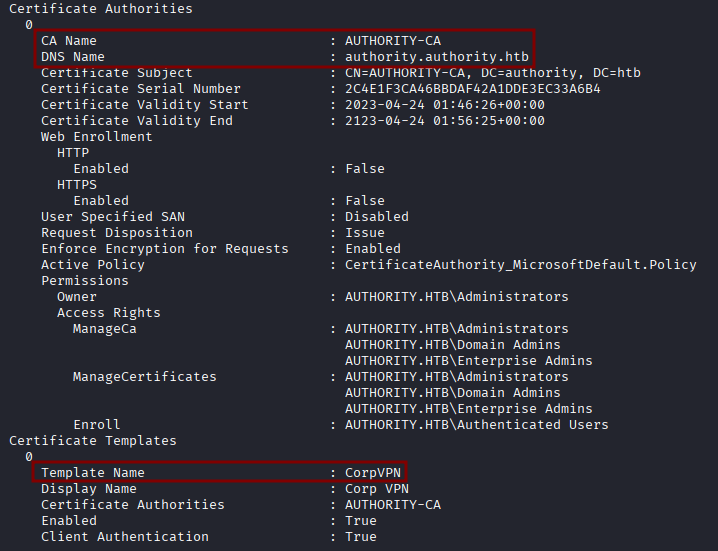 Certificate Authorities
0
CA Name : AUTHORITY-CA
DNS Name : authority.authority.htb
Certificate Subject : CN=AUTHORITY-CA, DC=authority, DC=htb
Certificate Serial Number : 2C4E1F3CA46BBDAF42A1DDE3EC33A6B4
Certificate Validity Start : 2023-04-24 01:46:26+00:00
Certificate Validity End : 2123-04-24 01:56:25+00:00
Web Enrollment
HTTP
Enabled : False
HTTPS
Enabled : False
User Specified SAN : Disabled
Request Disposition : Issue
Enforce Encryption for Requests : Enabled
Active Policy : CertificateAuthority_MicrosoftDefault.Policy
Permissions
Owner : AUTHORITY.HTB\Administrators
Access Rights
ManageCa : AUTHORITY.HTB\Administrators
AUTHORITY.HTB\Domain Admins
AUTHORITY.HTB\Enterprise Admins
ManageCertificates : AUTHORITY.HTB\Administrators
AUTHORITY.HTB\Domain Admins
AUTHORITY.HTB\Enterprise Admins
Enroll : AUTHORITY.HTB\Authenticated Users
Certificate Templates
0
Template Name : CorpVPN
Display Name : Corp VPN
Certificate Authorities : AUTHORITY-CA
Enabled : True
Client Authentication : True